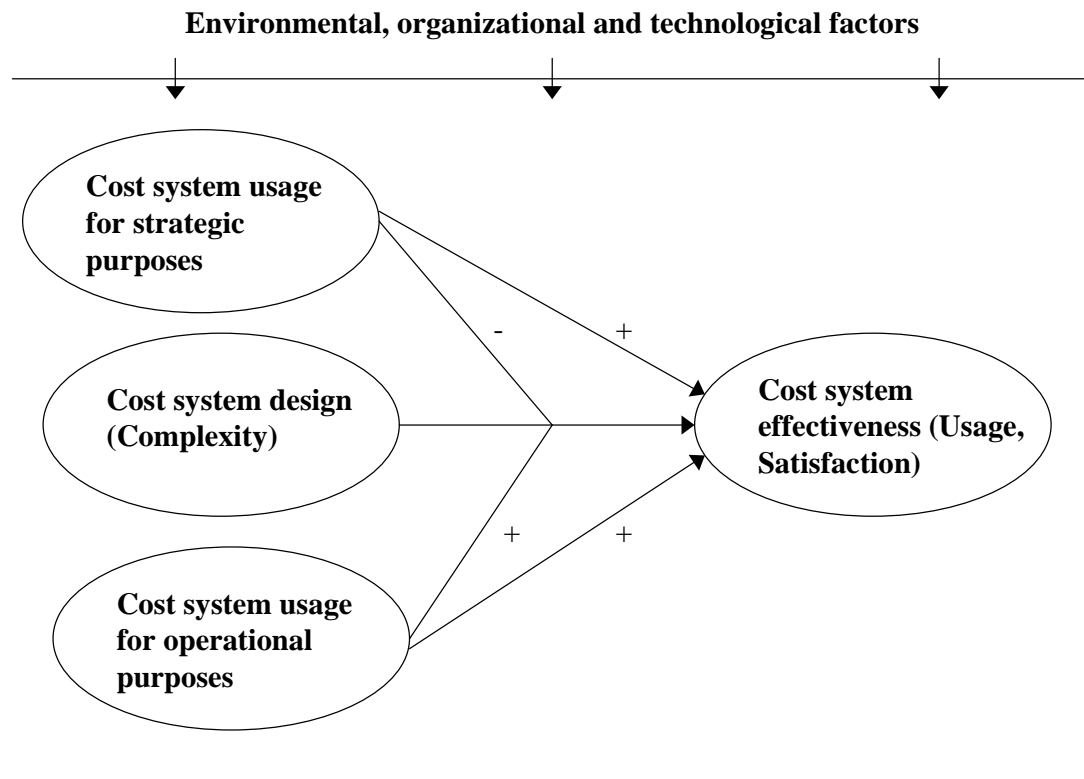 Environmental, organizational and technological factors
Cost system usage
for strategic
purposes
-
+
Cost system design
(Complexity)
Cost system
effectiveness (Usage,
Satisfaction)
+
+
Cost system usage
for operational
purposes